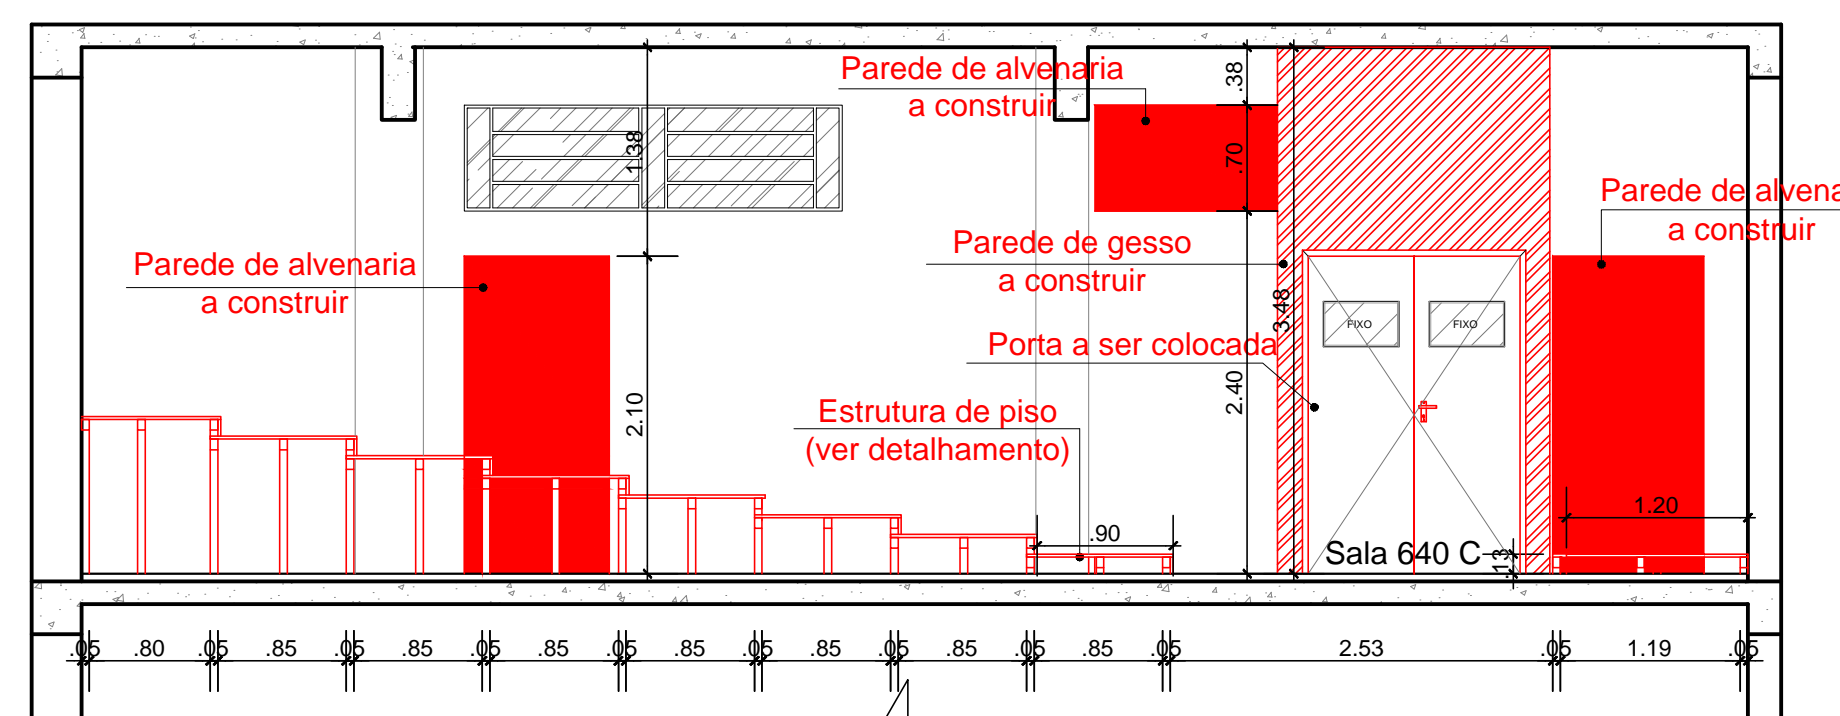 Parede de alvenaria
a construir
.38
1.38
.70
Parede de alvena
a construir
Parede de gesso
a construir
Parede de alvenaria
a construir
3.48
FIXO
FIXO
Porta a ser colocada
2.10
2.40
Estrutura de piso
(ver detalhamento)
.90
1.20
Sala 640 C
.13
.05 .80 .05 .85 .05 .85 .05 .85 .05 .85 .05 .85 .05 .85 .05 .85 .05 2.53 .05 1.19 .05